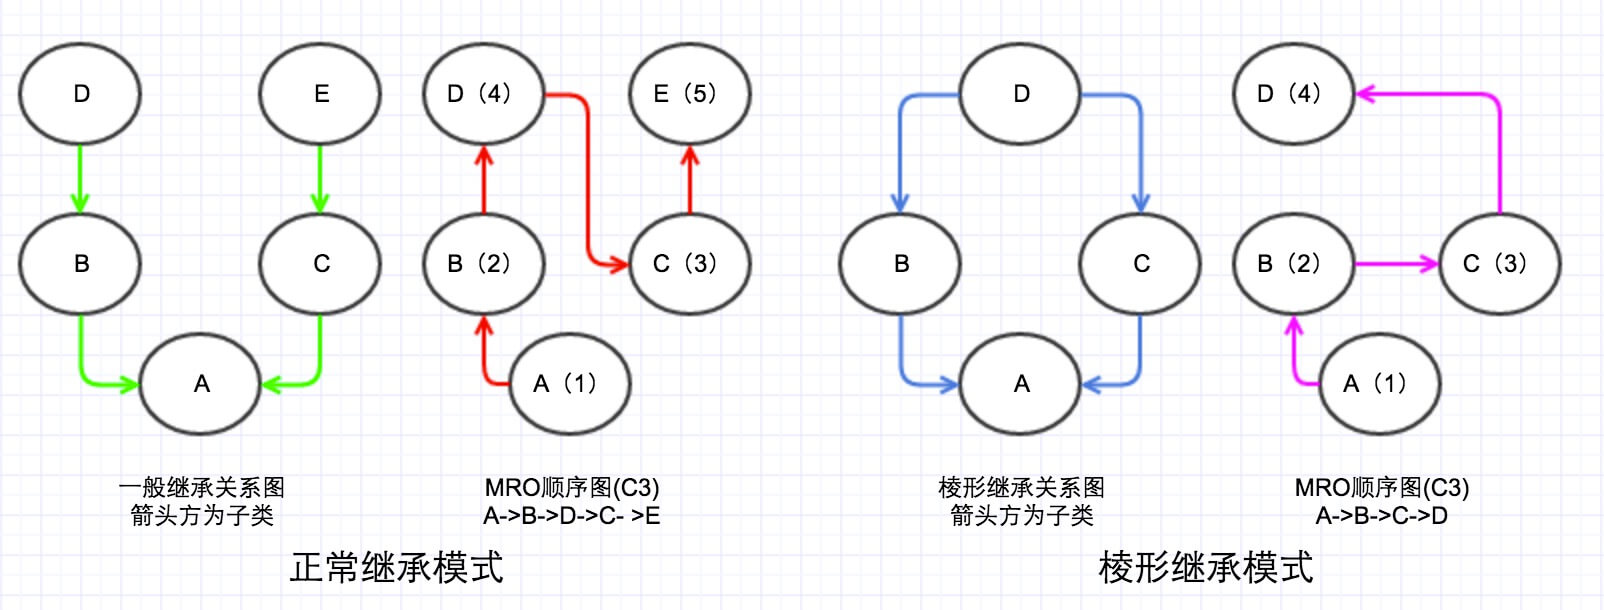 D
E
D（4）
E（5）
D
D（4）
B
C
B（2）
C（3）
B
C
B（2）
C（3）
A
A（1）
A
A（1）
一般继承关系图
箭头方为子类
MRO顺序图(C3)
A->B->D->C- >E
棱形继承关系图
箭头方为子类
MRO顺序图(C3)
A->B->C->D
正常继承模式
棱形继承模式